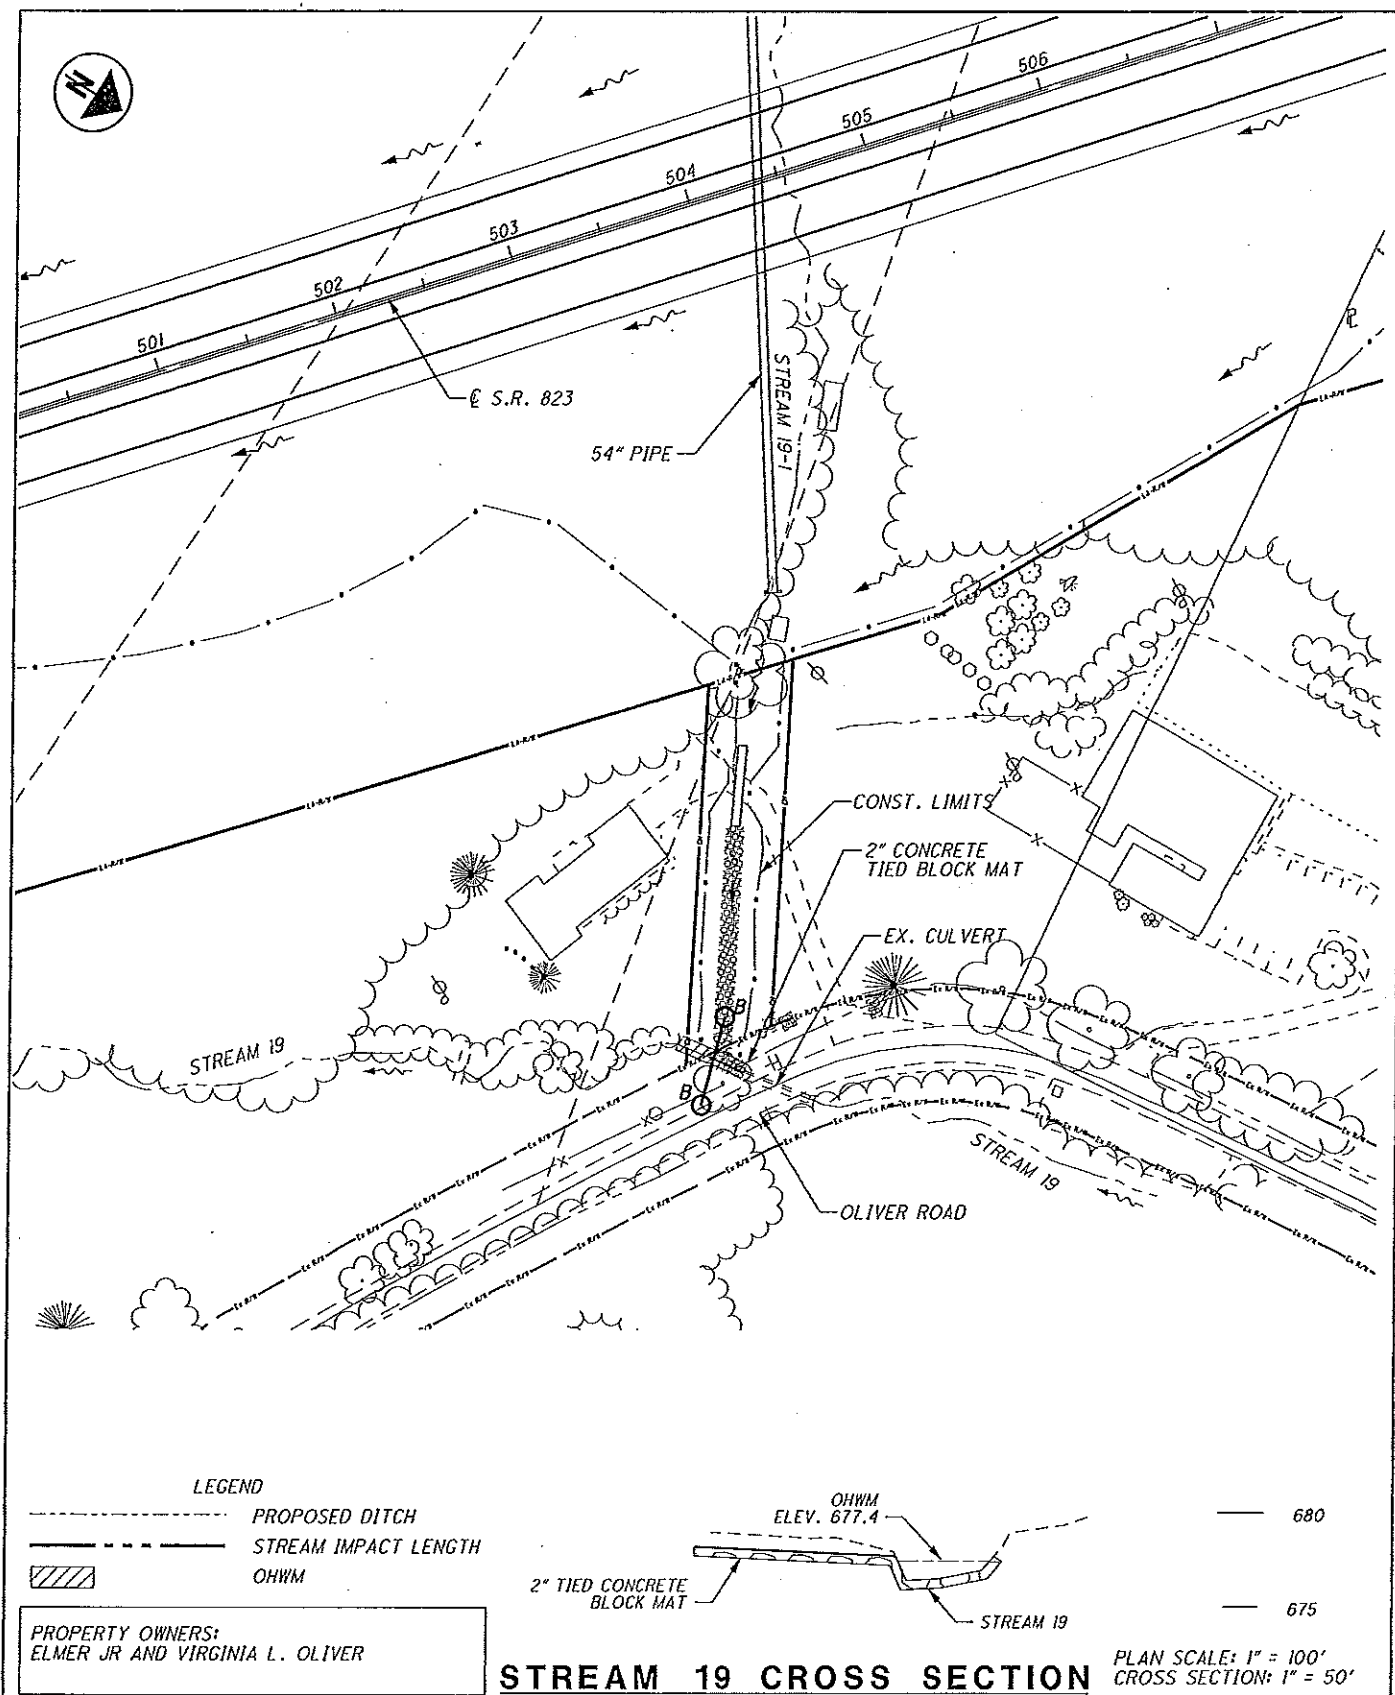 N
506
505
504
503
502
501
℄ S.R. 823
54" PIPE
STREAM 19-1
℄
CONST. LIMITS
2" CONCRETE
TIED BLOCK MAT
EX. CULVERT
B
B
STREAM 19
STREAM 19
OLIVER ROAD
LEGEND
PROPOSED DITCH
STREAM IMPACT LENGTH
OHWM
OHWM
ELEV. 677.4
2" TIED CONCRETE
BLOCK MAT
STREAM 19
680
675
PROPERTY OWNERS:
ELMER JR AND VIRGINIA L. OLIVER
STREAM 19 CROSS SECTION
PLAN SCALE: 1" = 100'
CROSS SECTION: 1" = 50'